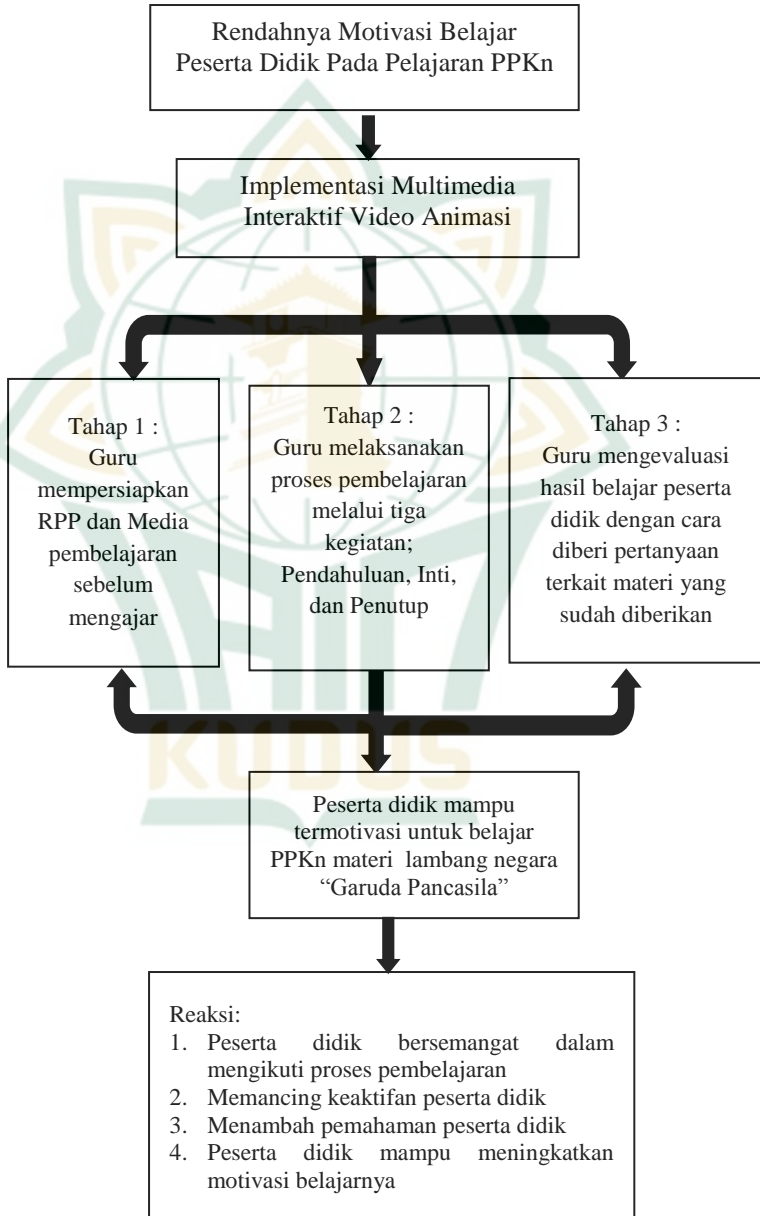 Rendahnya Motivasi Belajar
Peserta Didik Pada Pelajaran PPKn
Implementasi Multimedia
Interaktif Video Animasi
Tahap 1 :
Guru
mempersiapkan
RPP dan Media
pembelajaran
sebelum
mengajar
Tahap 2 :
Guru melaksanakan
proses pembelajaran
melalui tiga
kegiatan;
Pendahuluan, Inti,
dan Penutup
Tahap 3 :
Guru mengevaluasi
hasil belajar peserta
didik dengan cara
diberi pertanyaan
terkait materi yang
sudah diberikan
KUDUS
Peserta didik mampu
termotivasi untuk belajar
PPKn materi lambang negara
“Garuda Pancasila”
Reaksi:
1. Peserta didik bersemangat dalam
mengikuti proses pembelajaran
2. Memancing keaktifan peserta didik
3. Menambah pemahaman peserta didik
4. Peserta didik mampu meningkatkan
motivasi belajarnya